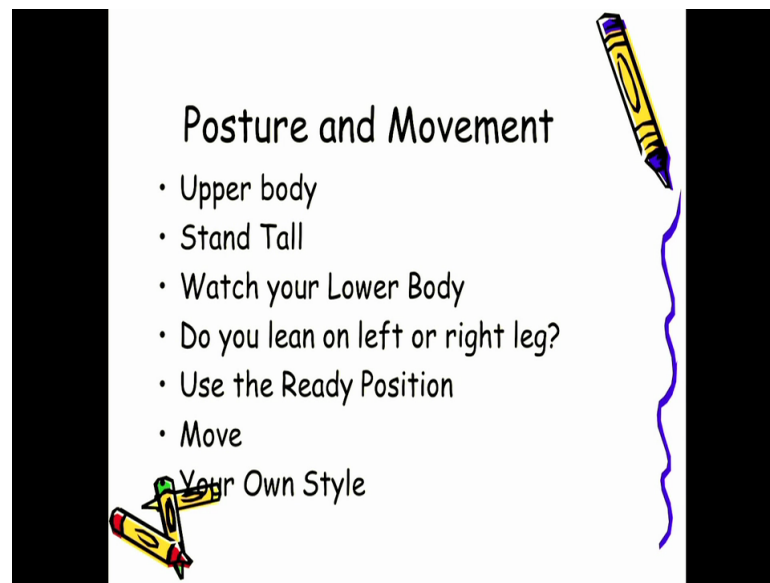 Posture and Movement
• Upper body
• Stand Tall
• Watch your Lower Body
• Do you lean on left or right leg?
• Use the Ready Position
• Move
Your Own Style